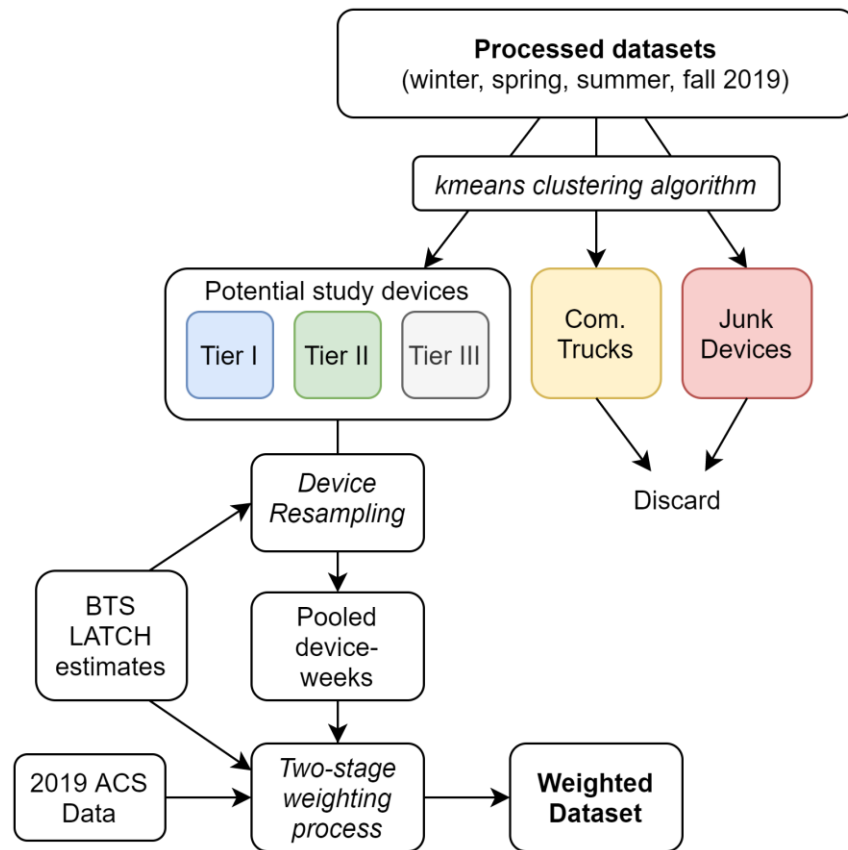 Processed datasets
(winter, spring, summer, fall 2019)
kmeans clustering algorithm
Potential study devices
Tier I
Tier II
Tier III
Com.
Trucks
Junk
Devices
Device
Resampling
Discard
BTS
LATCH
estimates
Pooled
device-
weeks
2019 ACS
Data
Two-stage
weighting
process
Weighted
Dataset